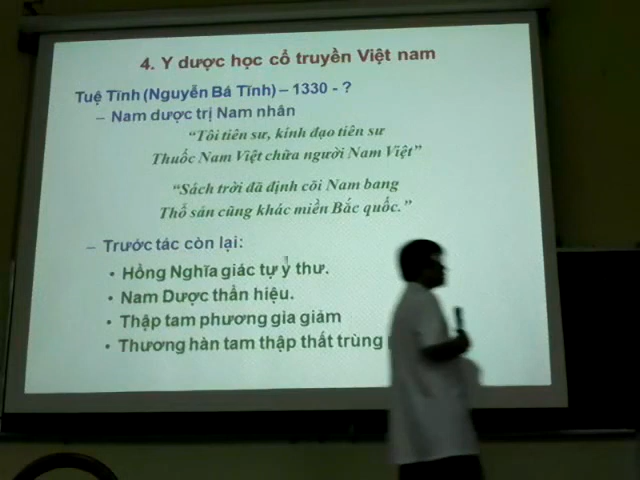 4. Y dược học cổ truyền Việt nam
Tuệ Tĩnh (Nguyễn Bá Tĩnh) – 1330 - ?
– Nam dược trị Nam nhân
“Tôi tiên sư, kính đạo tiên sư
Thuốc Nam Việt chữa người Nam Việt”
“Sách trời đã định cõi Nam bang
Thổ sản cũng khác miền Bắc quốc.”
– Trước tác còn lại:
• Hồng Nghĩa giác tự y thư.
• Nam Dược thần hiệu.
• Thập tam phương gia giảm
• Thương hàn tam thập thất trùng